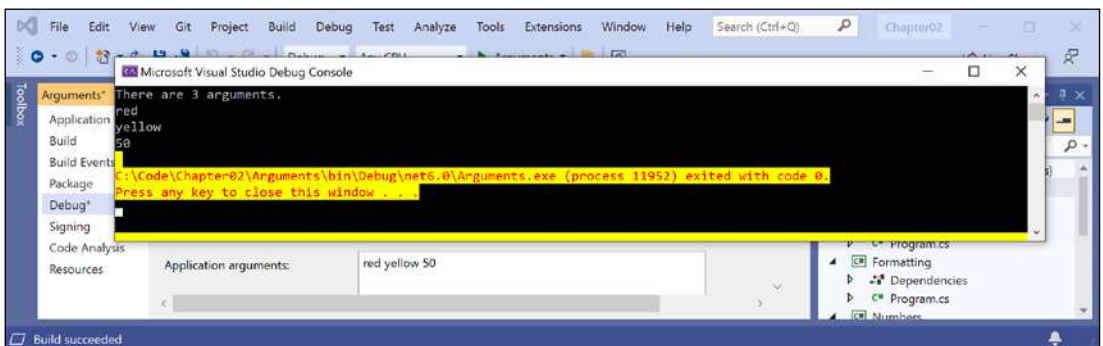 File Edit View Git Project Build Debug Test Analyze Tools Extensions Window Help Search (Ctrl+Q) Chapter02
Microsoft Visual Studio Debug Console
Toolbox
Arguments*
Application
Build
Build Events
Package
Debug*
Signing
Code Analysis
Resources
There are 3 arguments.
red
yellow
50
C:\Code\Chapter02\Arguments\bin\Debug\net6.0\Arguments.exe (process 11952) exited with code 0.
Press any key to close this window . . .
Application arguments:
red yellow 50
C# Program.cs
C# Formatting
Dependencies
C# Program.cs
C# Numbers
Build succeeded